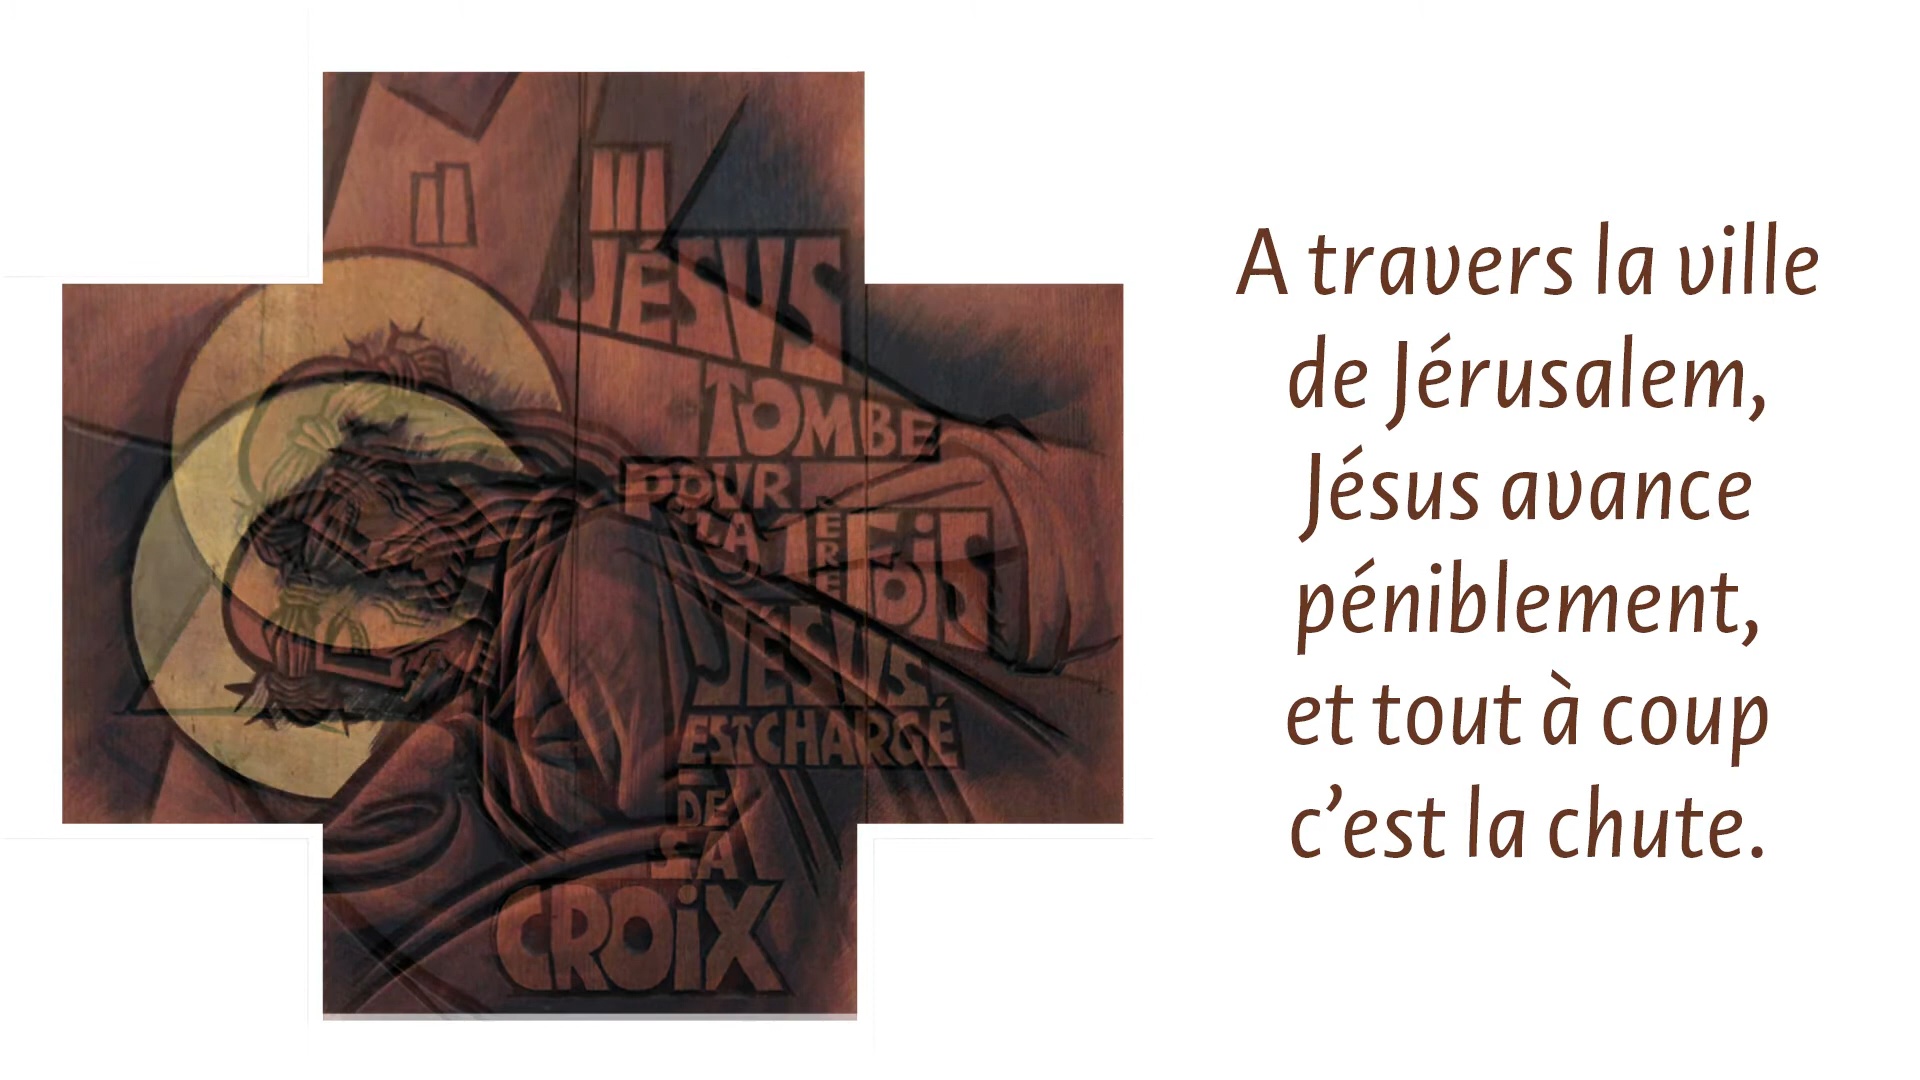 III
JÉSUS
TOMBE
POUR
LA 1ÈRE FOIS
JÉSUS
EST CHARGÉ
DE
SA
CROIX
A travers la ville
de Jérusalem,
Jésus avance
péniblement,
et tout à coup
c’est la chute.